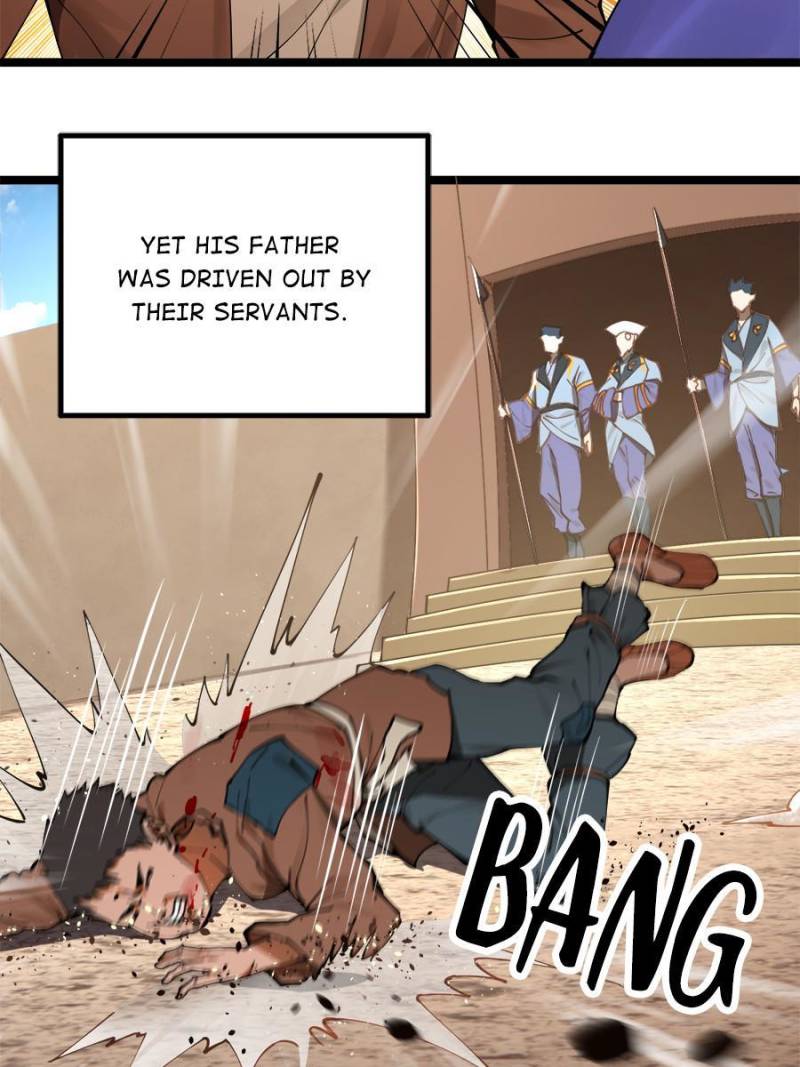 YET HIS FATHER
WAS DRIVEN OUT BY
THEIR SERVANTS.
BANG